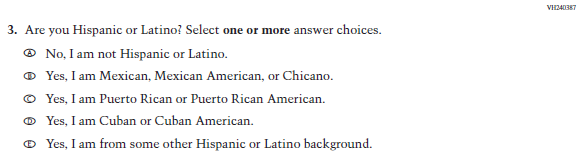 VH240387
3. Are you Hispanic or Latino? Select one or more answer choices.
A No, I am not Hispanic or Latino.
B Yes, I am Mexican, Mexican American, or Chicano.
C Yes, I am Puerto Rican or Puerto Rican American.
D Yes, I am Cuban or Cuban American.
E Yes, I am from some other Hispanic or Latino background.